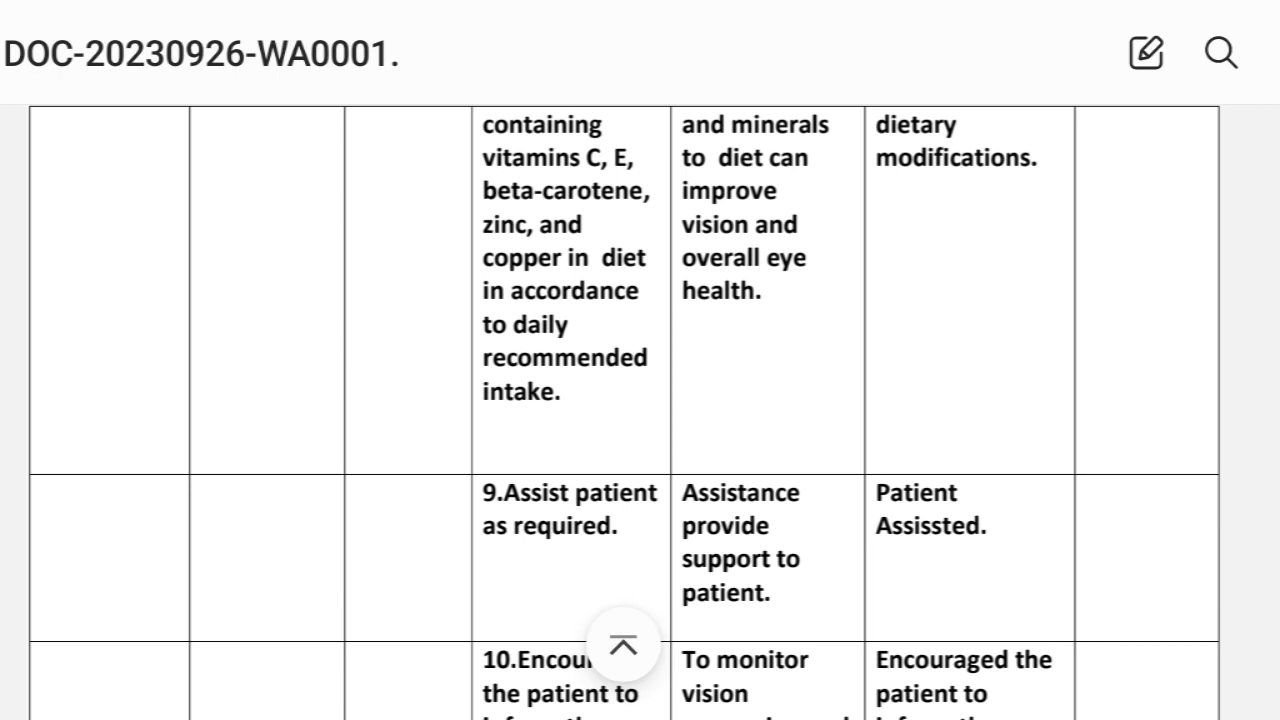 DOC-20230926-WA0001.
containing
vitamins C, E,
beta-carotene,
zinc, and
copper in  diet
in accordance
to daily
recommended
intake.
and minerals
to  diet can
improve
vision and
overall eye
health.
dietary
modifications.
9.Assist patient
as required.
Assistance
provide
support to
patient.
Patient
Assissted.
the patient to
To monitor
vision
Encouraged the
patient to